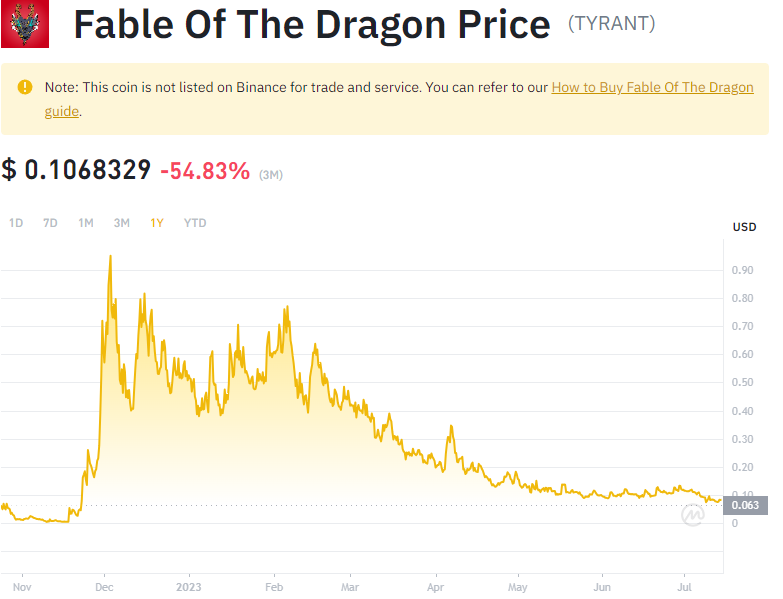 Fable Of The Dragon Price (TYRANT)
Note: This coin is not listed on Binance for trade and service. You can refer to our How to Buy Fable Of The Dragon
guide.
$ 0.1068329 -54.83% (3M)
1D 7D 1M 3M 1Y YTD
USD
0.90
0.80
0.70
0.60
0.50
0.40
0.30
0.20
0.10
0.063
0
Nov Dec 2023 Feb Mar Apr May Jun Jul